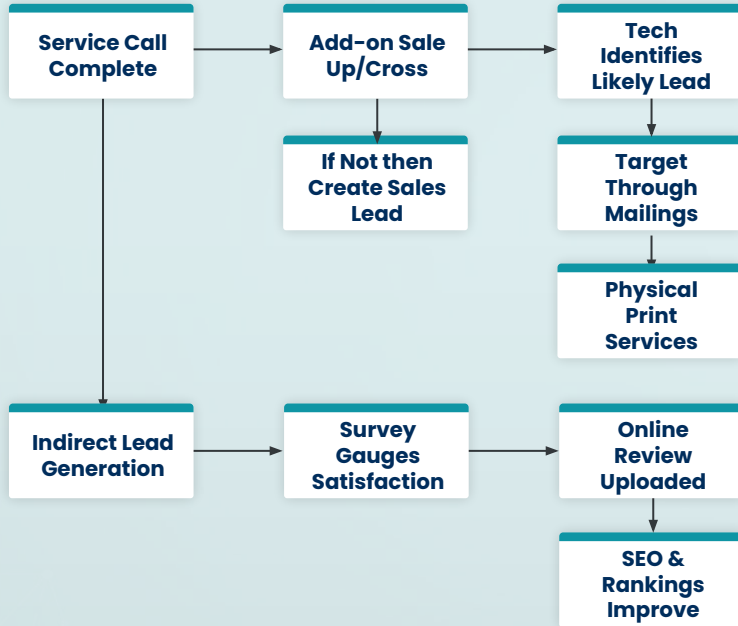 Service Call
Complete
Add-on Sale
Up/Cross
Tech
Identifies
Likely Lead
If Not then
Create Sales
Lead
Target
Through
Mailings
Physical
Print
Services
Indirect Lead
Generation
Survey
Gauges
Satisfaction
Online
Review
Uploaded
SEO &
Rankings
Improve